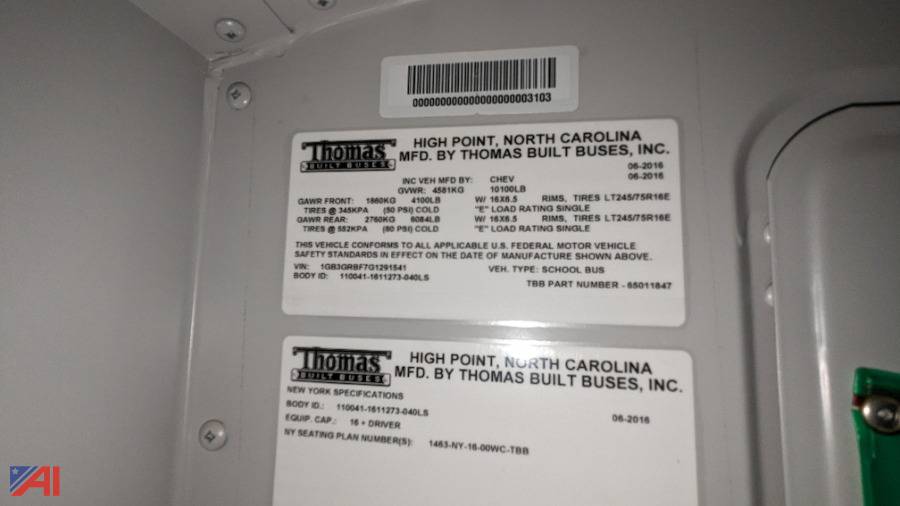 000000000000000000003103
Thomas
BUILT BUSES
HIGH POINT, NORTH CAROLINA
MFD. BY THOMAS BUILT BUSES, INC.
06-2016
INC VEH MFD BY: CHEV 06-2016
GVWR: 4581KG 10100LB
GAWR FRONT: 1860KG 4100LB W/ 16X6.5 RIMS, TIRES LT245/75R16E
TIRES @ 345KPA (50 PSI) COLD "E" LOAD RATING SINGLE
GAWR REAR: 2760KG 6084LB W/ 16X6.5 RIMS, TIRES LT245/75R16E
TIRES @ 552KPA (80 PSI) COLD "E" LOAD RATING SINGLE
THIS VEHICLE CONFORMS TO ALL APPLICABLE U.S. FEDERAL MOTOR VEHICLE
SAFETY STANDARDS IN EFFECT ON THE DATE OF MANUFACTURE SHOWN ABOVE.
VIN: 1GB3GRBF7G1291541 VEH. TYPE: SCHOOL BUS
BODY ID: 110041-1611273-040LS TBB PART NUMBER - 65011847
Thomas
BUILT BUSES
HIGH POINT, NORTH CAROLINA
MFD. BY THOMAS BUILT BUSES, INC.
NEW YORK SPECIFICATIONS
BODY ID.: 110041-1611273-040LS 06-2016
EQUIP. CAP.: 16 + DRIVER
NY SEATING PLAN NUMBER(S): 1463-NY-16-00WC-TBB
AI